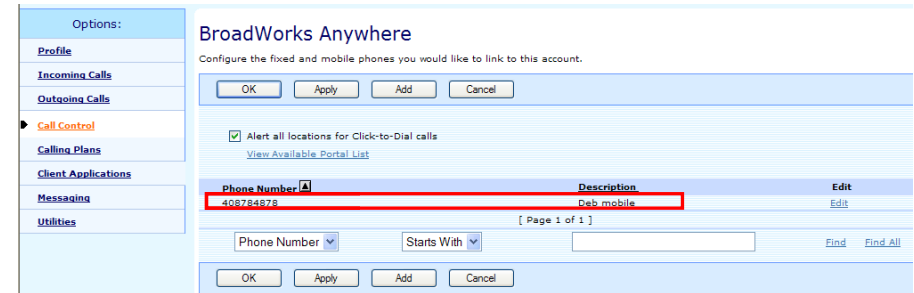 Options:
Profile
Incoming Calls
Outgoing Calls
Call Control
Calling Plans
Client Applications
Messaging
Utilities
BroadWorks Anywhere
Configure the fixed and mobile phones you would like to link to this account.
OK Apply Add Cancel
Alert all locations for Click-to-Dial calls
View Available Portal List
Phone Number Description Edit
408784878 Deb mobile Edit
[ Page 1 of 1 ]
Phone Number Starts With Find Find All
OK Apply Add Cancel